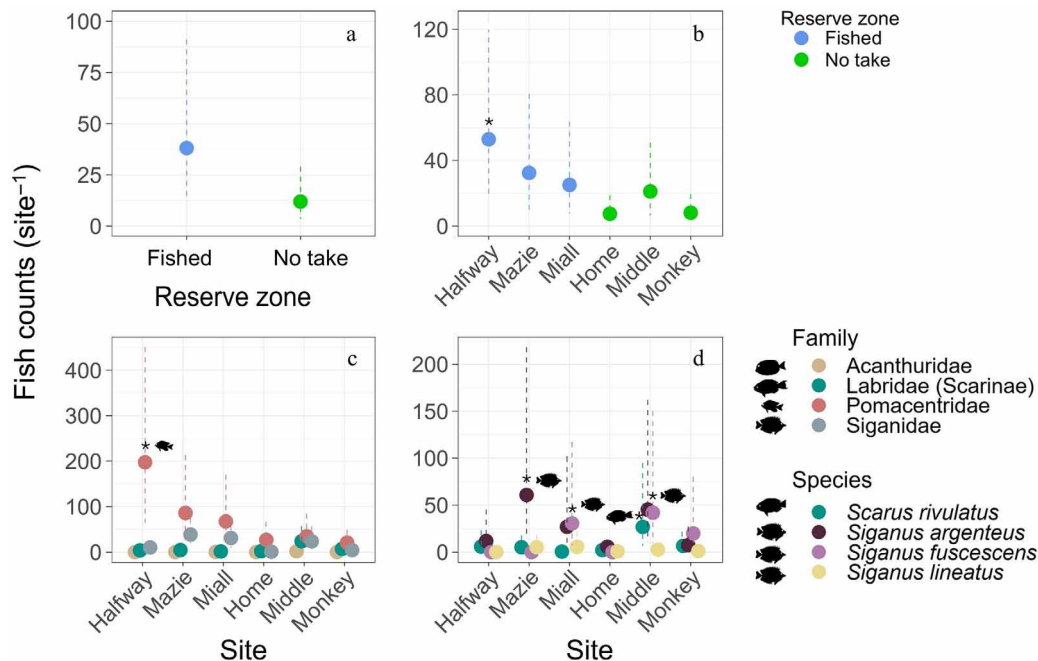 Fish counts (site⁻¹)
a
100
75
50
25
0
Fished
No take
Reserve zone
b
120
80
40
0
*
Halfway
Mazie
Miall
Home
Middle
Monkey
Reserve zone
Fished
No take
c
400
300
200
100
0
*
Halfway
Mazie
Miall
Home
Middle
Monkey
Site
d
200
150
100
50
0
*
*
*
*
Halfway
Mazie
Miall
Home
Middle
Monkey
Site
Family
Acanthuridae
Labridae (Scarinae)
Pomacentridae
Siganidae
Species
Scarus rivulatus
Siganus argenteus
Siganus fuscescens
Siganus lineatus